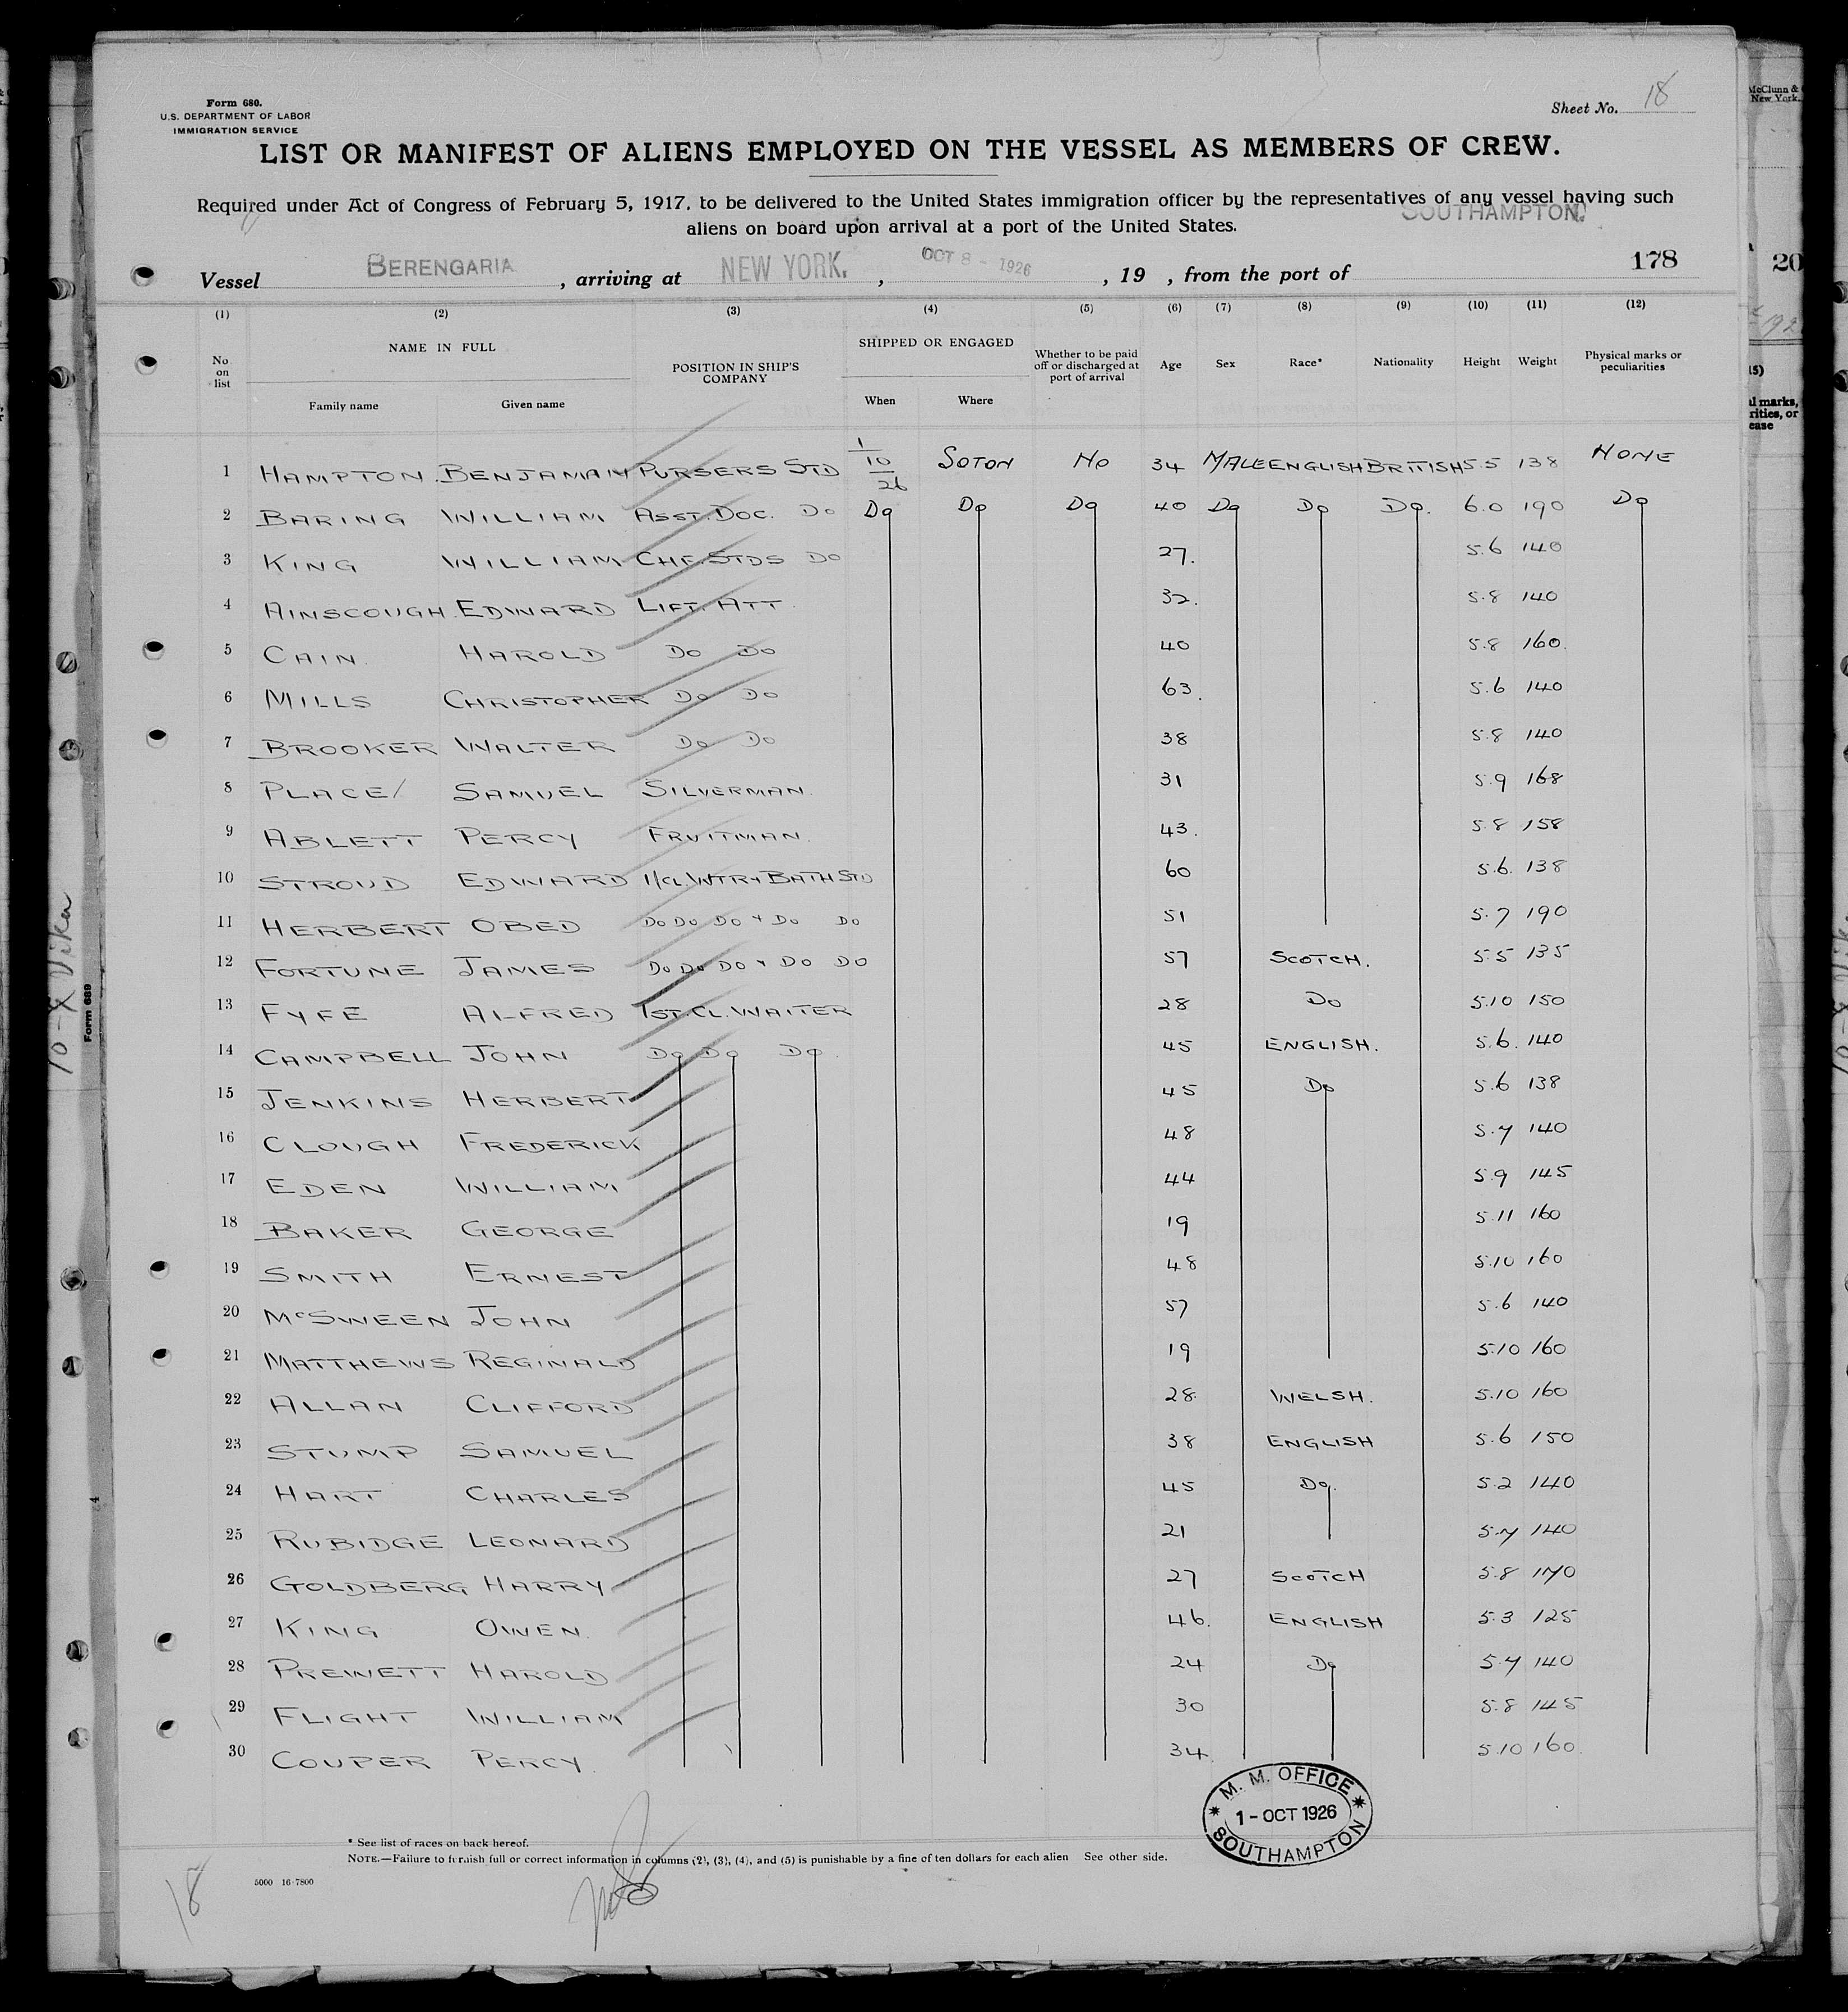 Form 680.
U.S. DEPARTMENT OF LABOR
IMMIGRATION SERVICE
Sheet No. 18
LIST OR MANIFEST OF ALIENS EMPLOYED ON THE VESSEL AS MEMBERS OF CREW.
Required under Act of Congress of February 5, 1917, to be delivered to the United States immigration officer by the representatives of any vessel having such
aliens on board upon arrival at a port of the United States.
SOUTHAMPTON
Vessel BERENGARIA, arriving at NEW YORK., OCT 8 - 1926, 19 , from the port of 178
(1) (2) (3) (4) (5) (6) (7) (8) (9) (10) (11) (12)
No on list NAME IN FULL Family name Given name POSITION IN SHIP'S COMPANY SHIPPED OR ENGAGED When Where Whether to be paid off or discharged at port of arrival Age Sex Race* Nationality Height Weight Physical marks or peculiarities
1 HAMPTON. BENJAMAN PURSERS STD 1/10/26 SOTON NO 34 MALE ENGLISH BRITISH 5.5 138 NONE
2 BARING WILLIAM ASST. DOC. DO DO DO DO 40 DO DO DO. 6.0 190 DO
3 KING WILLIAM CHF. STDS DO 27. 5.6 140
4 AINSCOUGH. EDWARD LIFT. ATT. 32. 5.8 140
5 CAIN. HAROLD DO DO 40 5.8 160.
6 MILLS CHRISTOPHER DO DO 63. 5.6 140
7 BROOKER WALTER DO DO 38 5.8 140
8 PLACE/ SAMUEL SILVERMAN. 31 5.9 168
9 ABLETT PERCY FRUITMAN. 43. 5.8 158
10 STROUD EDWARD 1/CL. WTR + BATH STD 60 5.6. 138
11 HERBERT OBED DO DO DO + DO DO 51 5.7 190
12 FORTUNE JAMES DO DO DO + DO DO 57 SCOTCH. 5.5 135
13 FYFE ALFRED 1ST. CL. WAITER 28 DO 5.10 150
14 CAMPBELL JOHN DO DO DO. 45 ENGLISH. 5.6. 140
15 JENKINS HERBERT 45 DO 5.6 138
16 CLOUGH FREDERICK 48 5.7 140
17 EDEN WILLIAM 44 5.9 145
18 BAKER GEORGE 19 5.11 160
19 SMITH ERNEST 48 5.10 160
20 McSWEEN JOHN 57 5.6 140
21 MATTHEWS REGINALD 19 5.10 160
22 ALLAN CLIFFORD 28. WELSH. 5.10 160
23 STUMP SAMUEL 38 ENGLISH 5.6 150
24 HART CHARLES 45 DO. 5.2 140
25 RUBIDGE LEONARD 21 5.7 140
26 GOLDBERG HARRY 27 SCOTCH 5.8 170
27 KING OWEN. 46. ENGLISH 5.3 125
28 PREWETT HAROLD 24 DO 5.7 140
29 FLIGHT WILLIAM 30 5.8 145
30 COUPER PERCY. 34. 5.10 160.
M. M. OFFICE
1 - OCT 1926
SOUTHAMPTON
* See list of races on back hereof.
NOTE.—Failure to furnish full or correct information in columns (2), (3), (4), and (5) is punishable by a fine of ten dollars for each alien See other side.
5000 16-7800
18
McClunn &
New York.
20
192
15)
al marks,
rities, or
ease
Form 689
4